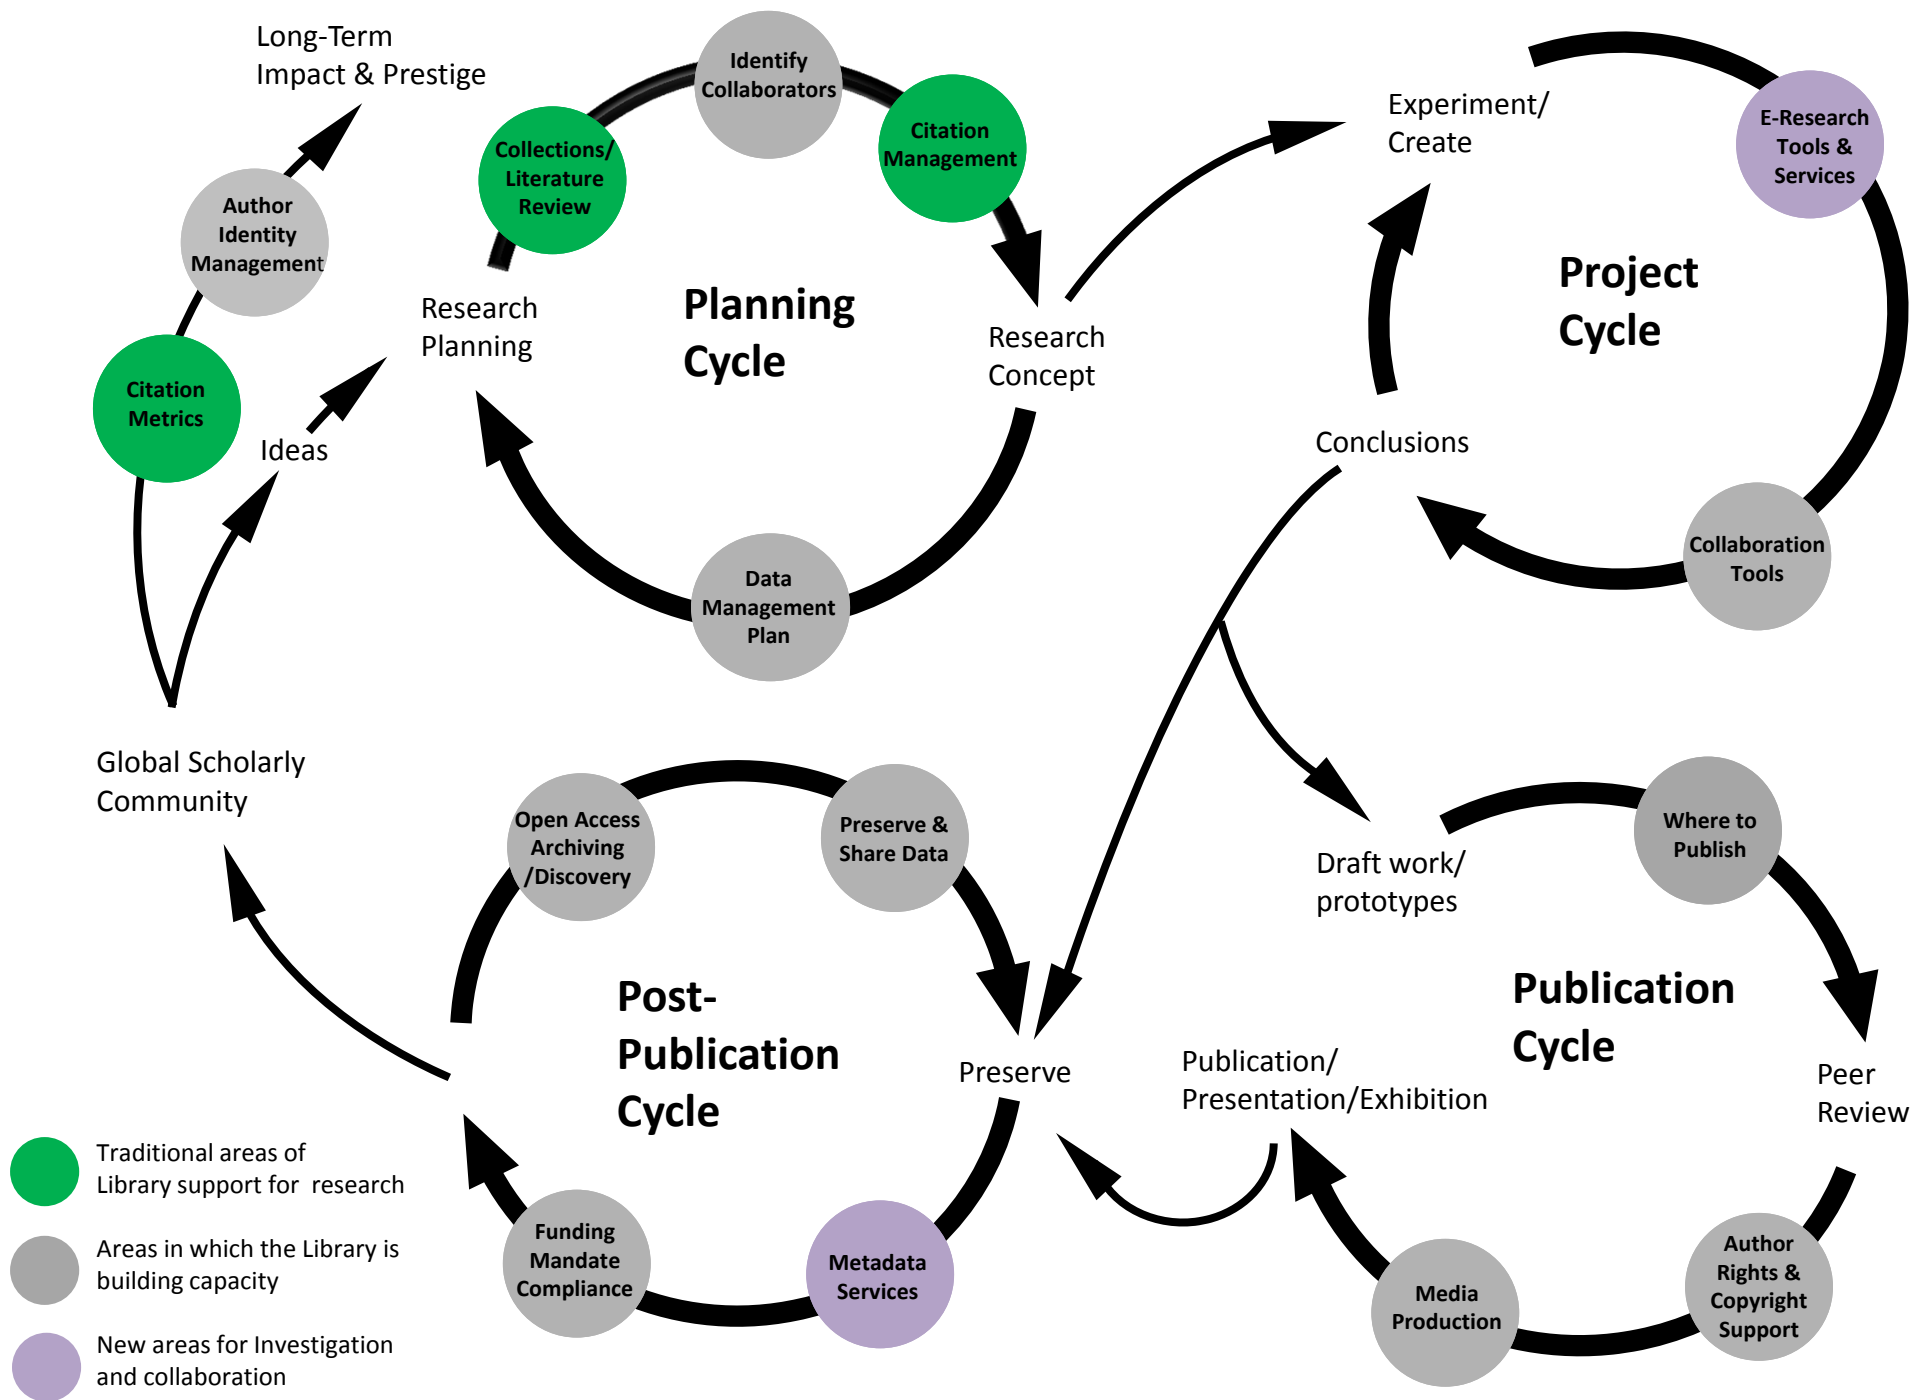 Long-Term
Impact & Prestige
Author
Identity
Management
Citation
Metrics
Ideas
Global Scholarly
Community
Identify
Collaborators
Collections/
Literature
Review
Citation
Management
Research
Planning
Planning
Cycle
Research
Concept
Data
Management
Plan
Experiment/
Create
E-Research
Tools &
Services
Project
Cycle
Conclusions
Collaboration
Tools
Open Access
Archiving
/Discovery
Preserve &
Share Data
Post-
Publication
Cycle
Preserve
Funding
Mandate
Compliance
Metadata
Services
Draft work/
prototypes
Where to
Publish
Publication
Cycle
Publication/
Presentation/Exhibition
Peer
Review
Media
Production
Author
Rights &
Copyright
Support
Traditional areas of
Library support for research
Areas in which the Library is
building capacity
New areas for Investigation
and collaboration